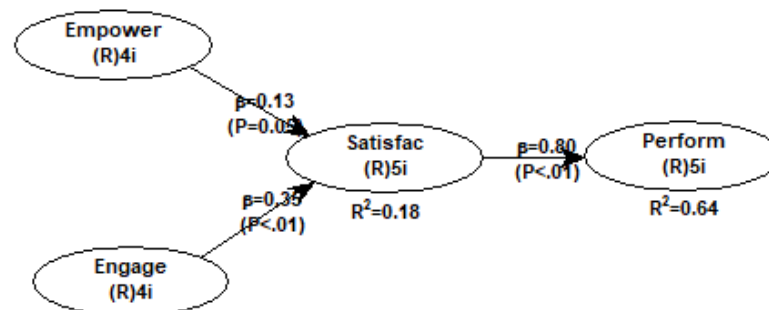 Empower
(R)4i
β=0.13
(P=0.05)
Satisfac
(R)5i
R²=0.18
β=0.80
(P<.01)
Perform
(R)5i
R²=0.64
β=0.35
(P<.01)
Engage
(R)4i